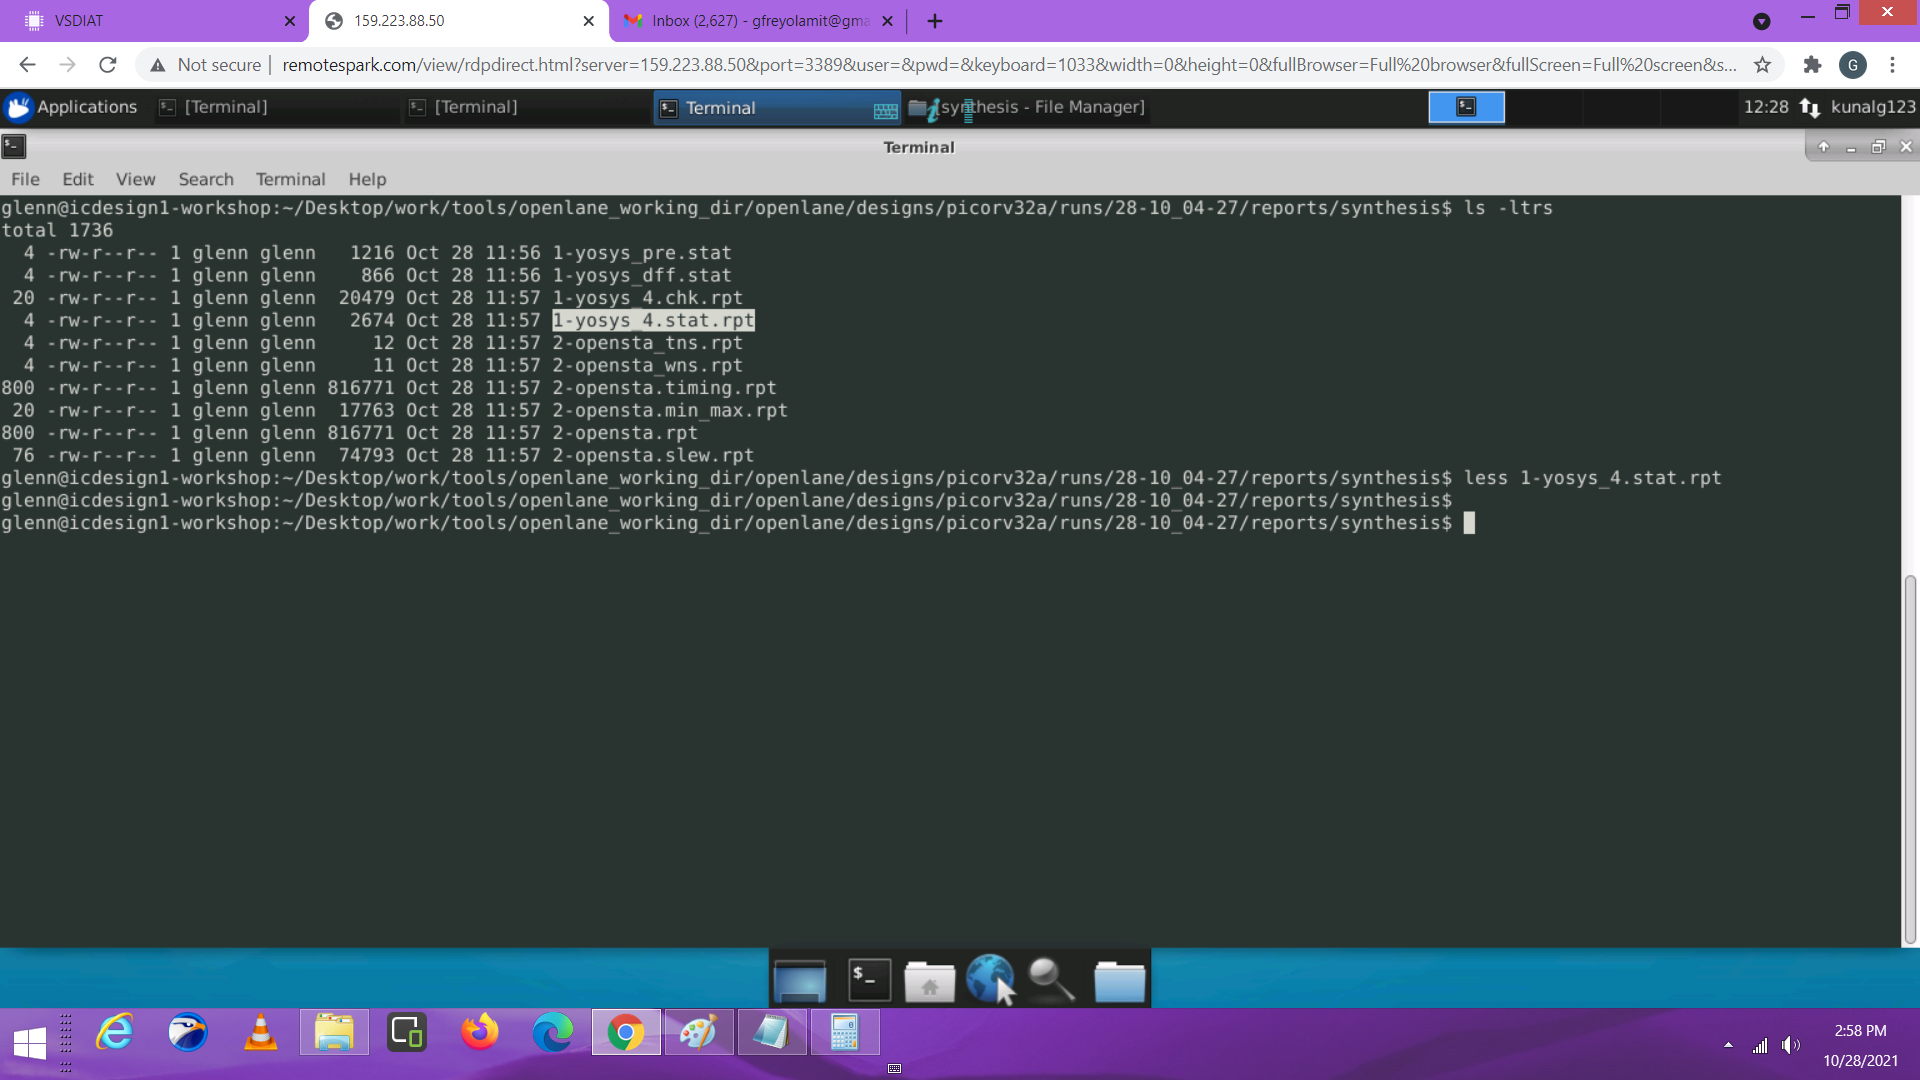 VSDIAT
159.223.88.50
Inbox (2,627) - gfreyolamit@gma
Not secure
remotespark.com/view/rdpdirect.html?server=159.223.88.50&port=3389&user=&pwd=&keyboard=1033&width=0&height=0&fullBrowser=Full%20browser&fullScreen=Full%20screen&s...
G
Applications
[Terminal]
[Terminal]
Terminal
[synthesis - File Manager]
12:28
kunalg123
Terminal
File Edit View Search Terminal Help
glenn@icdesign1-workshop:~/Desktop/work/tools/openlane_working_dir/openlane/designs/picorv32a/runs/28-10_04-27/reports/synthesis$ ls -ltrs
total 1736
4 -rw-r--r-- 1 glenn glenn 1216 Oct 28 11:56 1-yosys_pre.stat
4 -rw-r--r-- 1 glenn glenn 866 Oct 28 11:56 1-yosys_dff.stat
20 -rw-r--r-- 1 glenn glenn 20479 Oct 28 11:57 1-yosys_4.chk.rpt
4 -rw-r--r-- 1 glenn glenn 2674 Oct 28 11:57 1-yosys_4.stat.rpt
4 -rw-r--r-- 1 glenn glenn 12 Oct 28 11:57 2-opensta_tns.rpt
4 -rw-r--r-- 1 glenn glenn 11 Oct 28 11:57 2-opensta_wns.rpt
800 -rw-r--r-- 1 glenn glenn 816771 Oct 28 11:57 2-opensta.timing.rpt
20 -rw-r--r-- 1 glenn glenn 17763 Oct 28 11:57 2-opensta.min_max.rpt
800 -rw-r--r-- 1 glenn glenn 816771 Oct 28 11:57 2-opensta.rpt
76 -rw-r--r-- 1 glenn glenn 74793 Oct 28 11:57 2-opensta.slew.rpt
glenn@icdesign1-workshop:~/Desktop/work/tools/openlane_working_dir/openlane/designs/picorv32a/runs/28-10_04-27/reports/synthesis$ less 1-yosys_4.stat.rpt
glenn@icdesign1-workshop:~/Desktop/work/tools/openlane_working_dir/openlane/designs/picorv32a/runs/28-10_04-27/reports/synthesis$
glenn@icdesign1-workshop:~/Desktop/work/tools/openlane_working_dir/openlane/designs/picorv32a/runs/28-10_04-27/reports/synthesis$
2:58 PM
10/28/2021